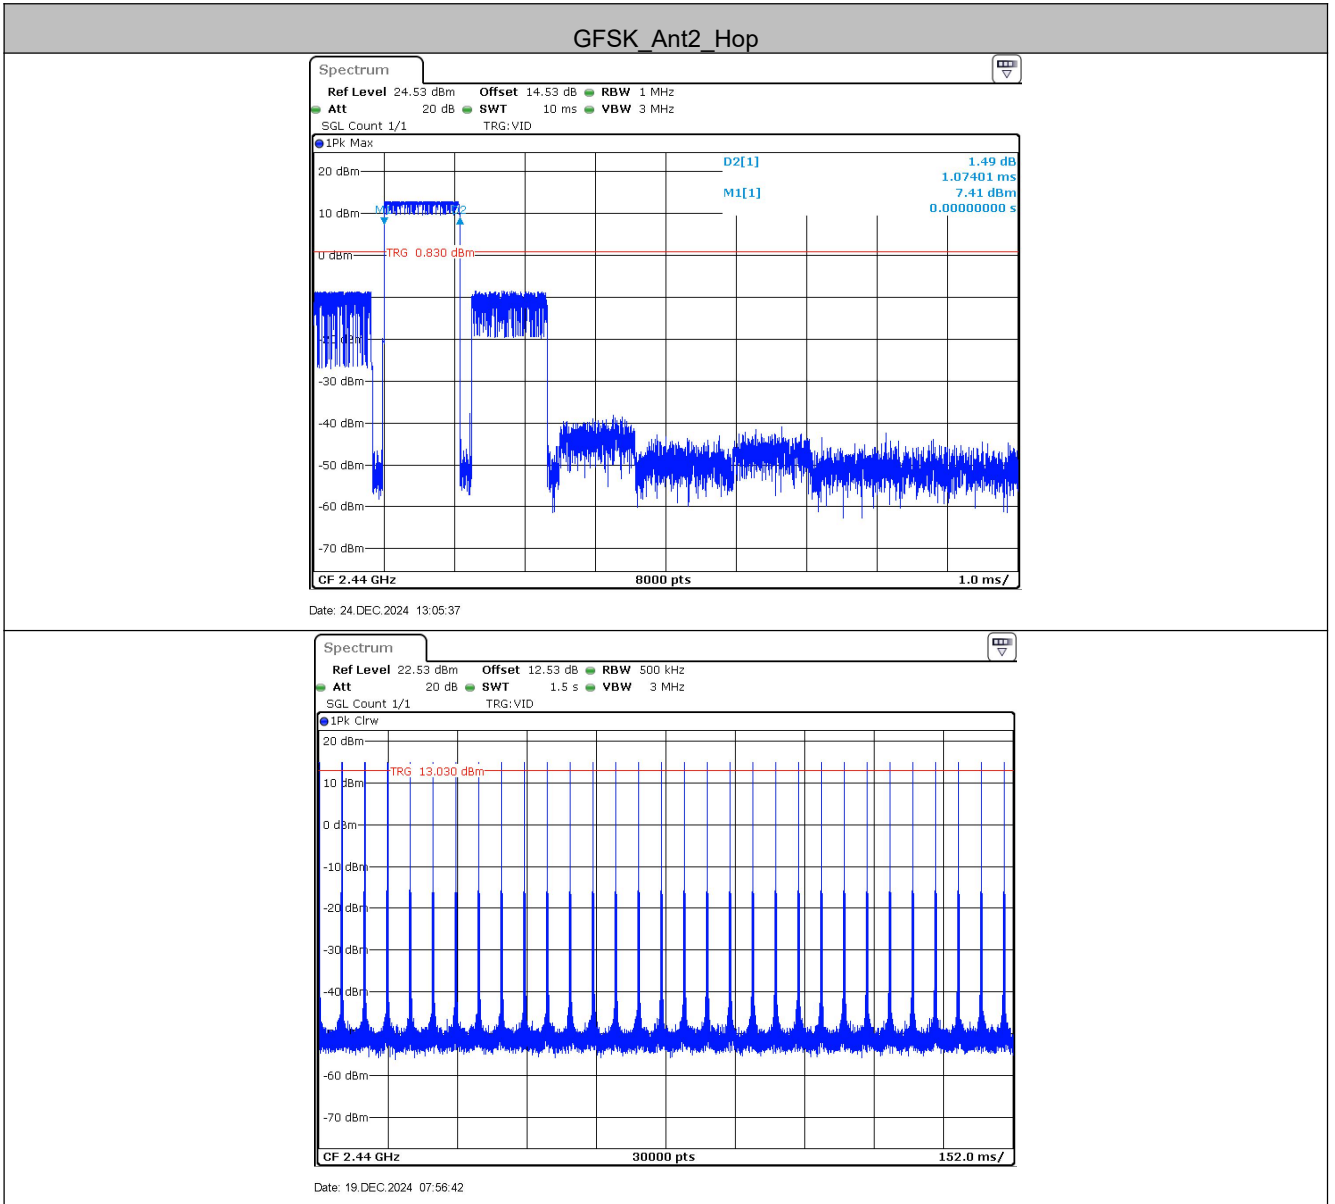 GFSK_Ant2_Hop
Spectrum
Ref Level 24.53 dBm Offset 14.53 dB RBW 1 MHz
Att 20 dB SWT 10 ms VBW 3 MHz
SGL Count 1/1 TRG:VID
1Pk Max
D2[1] 1.49 dB
1.07401 ms
M1[1] 7.41 dBm
0.00000000 s
20 dBm
10 dBm
TRG 0.830 dBm
0 dBm
-20 dBm
-30 dBm
-40 dBm
-50 dBm
-60 dBm
-70 dBm
CF 2.44 GHz 8000 pts 1.0 ms/
Date: 24.DEC.2024 13:05:37
Spectrum
Ref Level 22.53 dBm Offset 12.53 dB RBW 500 kHz
Att 20 dB SWT 1.5 s VBW 3 MHz
SGL Count 1/1 TRG:VID
1Pk Clrw
20 dBm
TRG 13.030 dBm
10 dBm
0 dBm
-10 dBm
-20 dBm
-30 dBm
-40 dBm
-60 dBm
-70 dBm
CF 2.44 GHz 30000 pts 152.0 ms/
Date: 19.DEC.2024 07:56:42